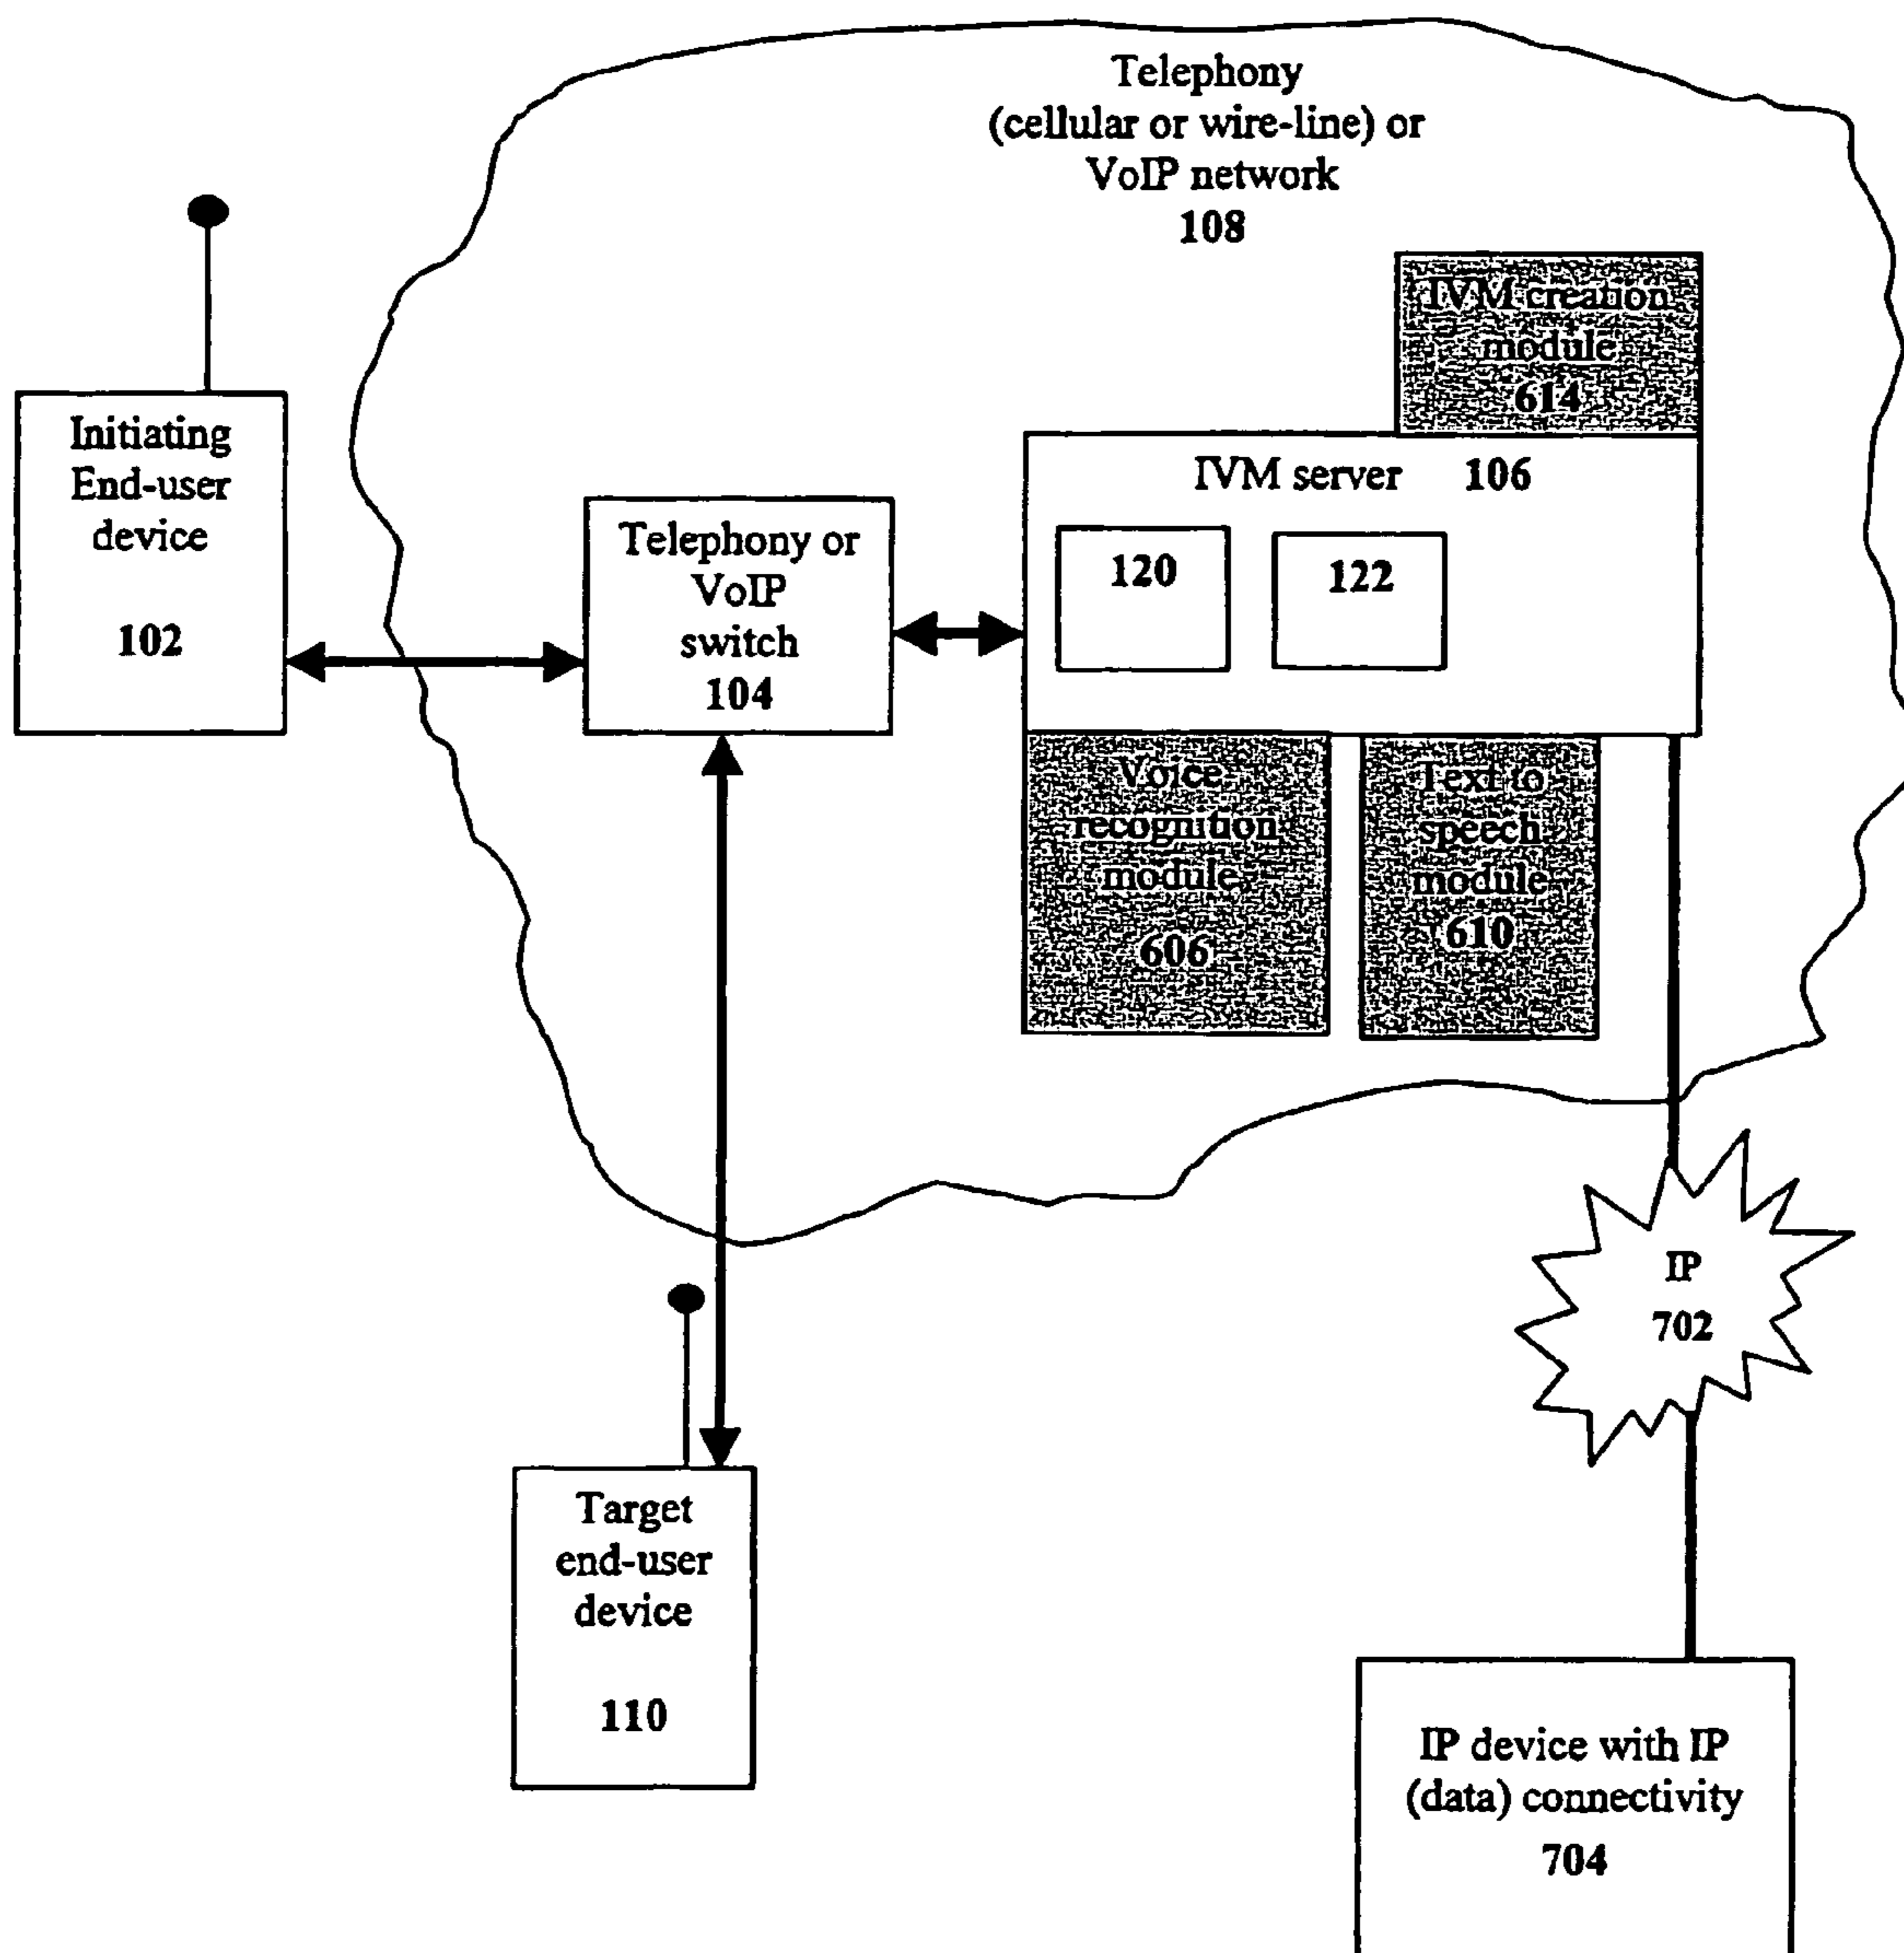 Telephony
(cellular or wire-line) or
VoIP network
108
IVM creation
module
614
Initiating
End-user
device
102
Telephony or
VoIP
switch
104
IVM server 106
120
122
Voice
recognition
module
606
Text to
speech
module
610
IP
702
Target
end-user
device
110
IP device with IP
(data) connectivity
704